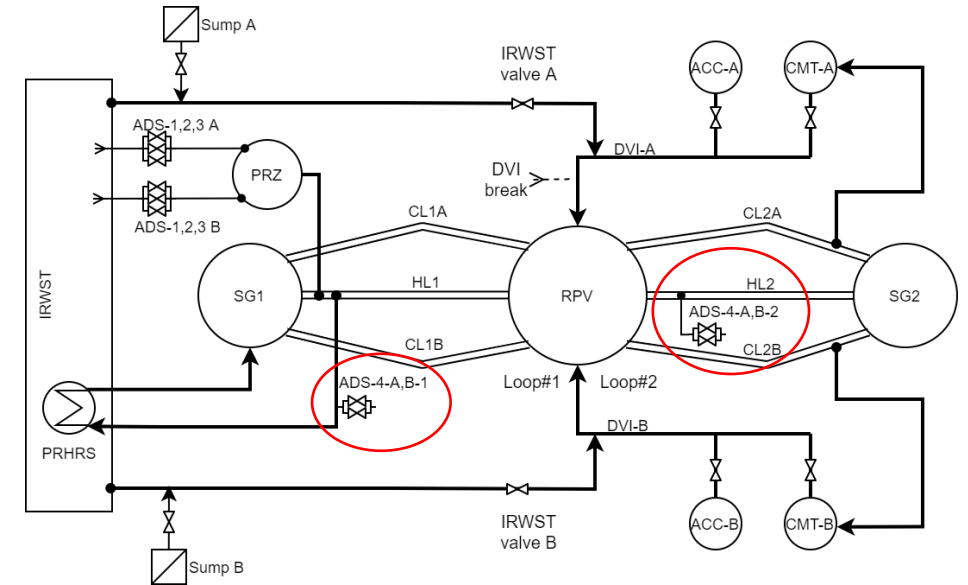 Sump A
IRWST
valve A
ACC-A
CMT-A
ADS-1,2,3 A
DVI-A
PRZ
DVI
break
ADS-1,2,3 B
CL1A
CL2A
IRWST
SG1
HL1
RPV
HL2
SG2
ADS-4-A,B-2
CL1B
CL2B
ADS-4-A,B-1
Loop#1
Loop#2
PRHRS
DVI-B
IRWST
valve B
ACC-B
CMT-B
Sump B